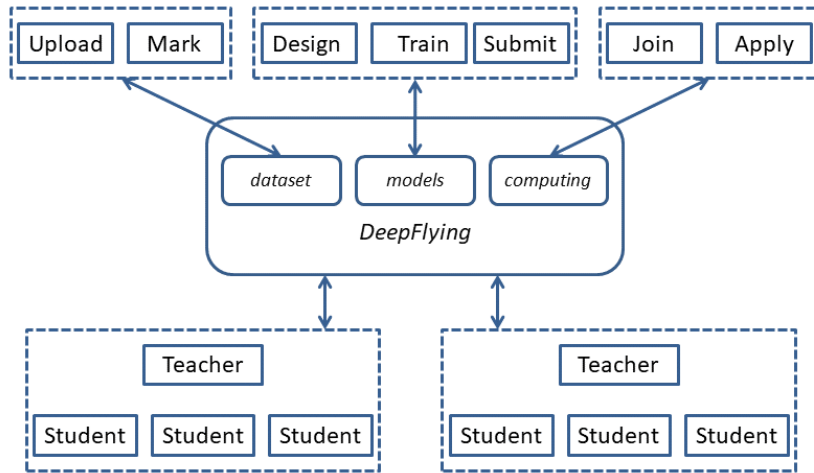 Upload Mark Design Train Submit Join Apply
dataset models computing
DeepFlying
Teacher Teacher
Student Student Student Student Student Student